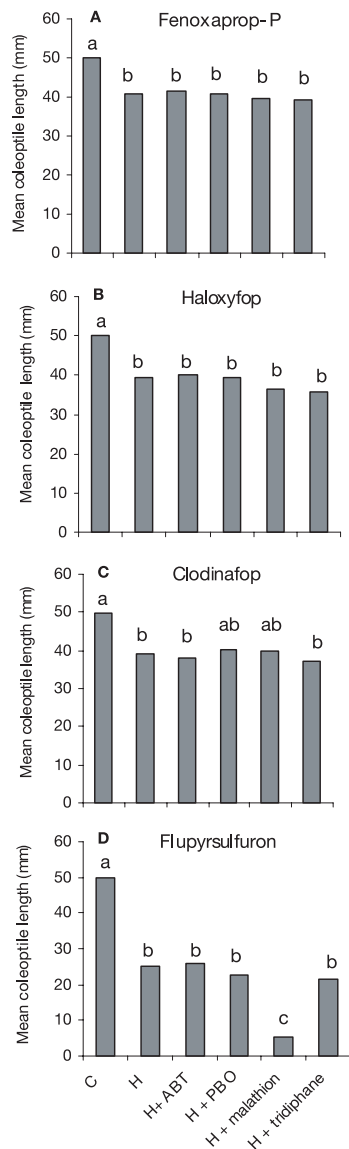 A Fenoxaprop-P
60
50
40
30
20
10
0
Mean coleoptile length (mm)
a b b b b b
B Haloxyfop
60
50
40
30
20
10
0
Mean coleoptile length (mm)
a b b b b b
C Clodinafop
60
50
40
30
20
10
0
Mean coleoptile length (mm)
a b b ab ab b
D Flupyrsulfuron
60
50
40
30
20
10
0
Mean coleoptile length (mm)
a b b b c b
C
H
H+ ABT
H + PBO
H + malathion
H + tridiphane